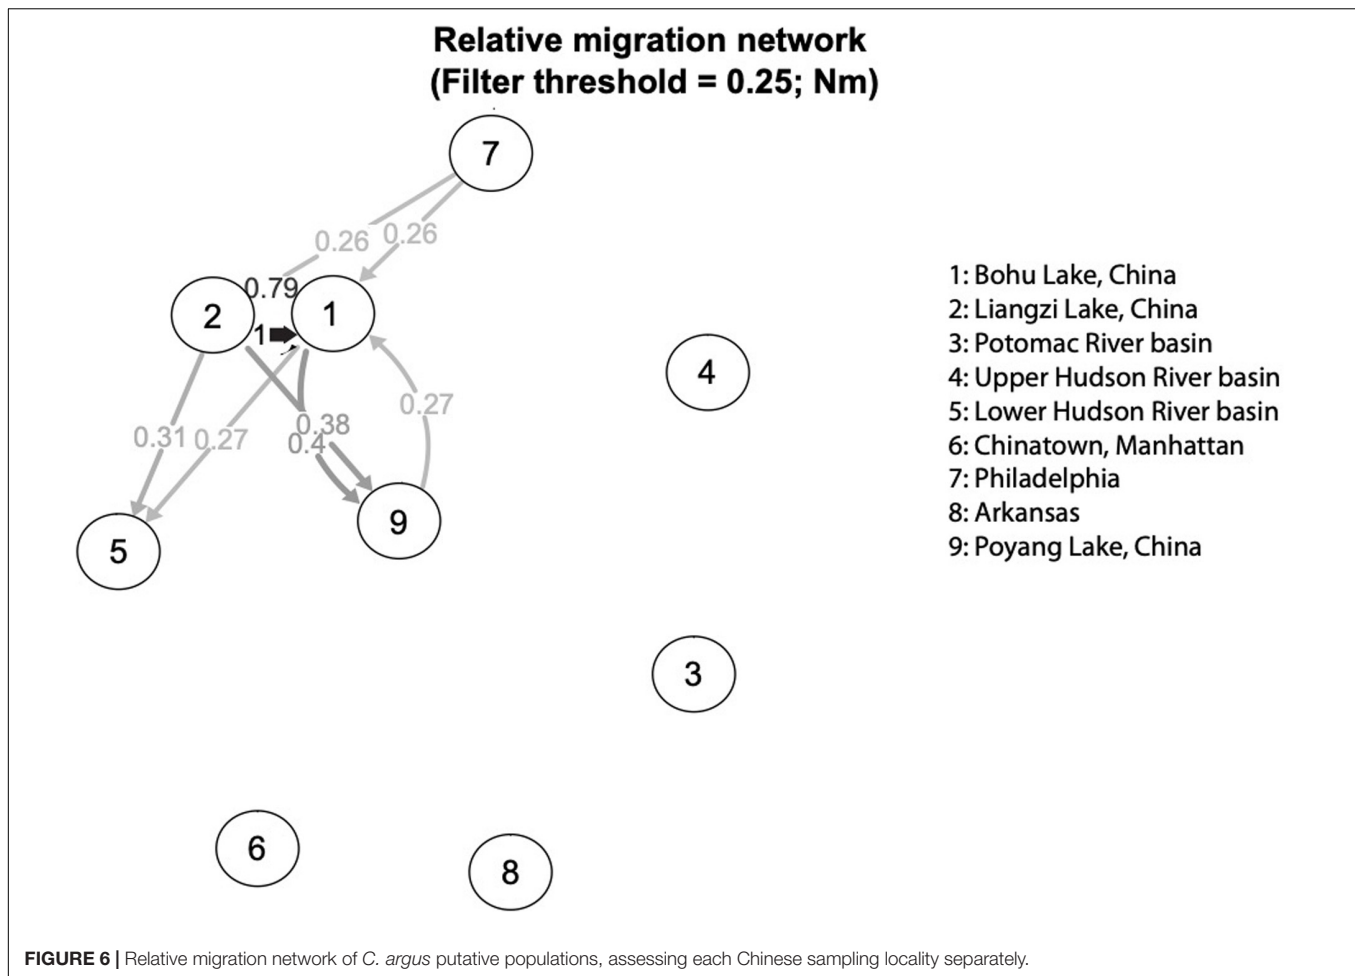 Relative migration network
(Filter threshold = 0.25; Nm)
7
0.26
0.26
0.79
2
1
1
4
0.27
0.38
0.4
0.31
0.27
9
5
3
6
8
1: Bohu Lake, China
2: Liangzi Lake, China
3: Potomac River basin
4: Upper Hudson River basin
5: Lower Hudson River basin
6: Chinatown, Manhattan
7: Philadelphia
8: Arkansas
9: Poyang Lake, China
FIGURE 6 | Relative migration network of C. argus putative populations, assessing each Chinese sampling locality separately.